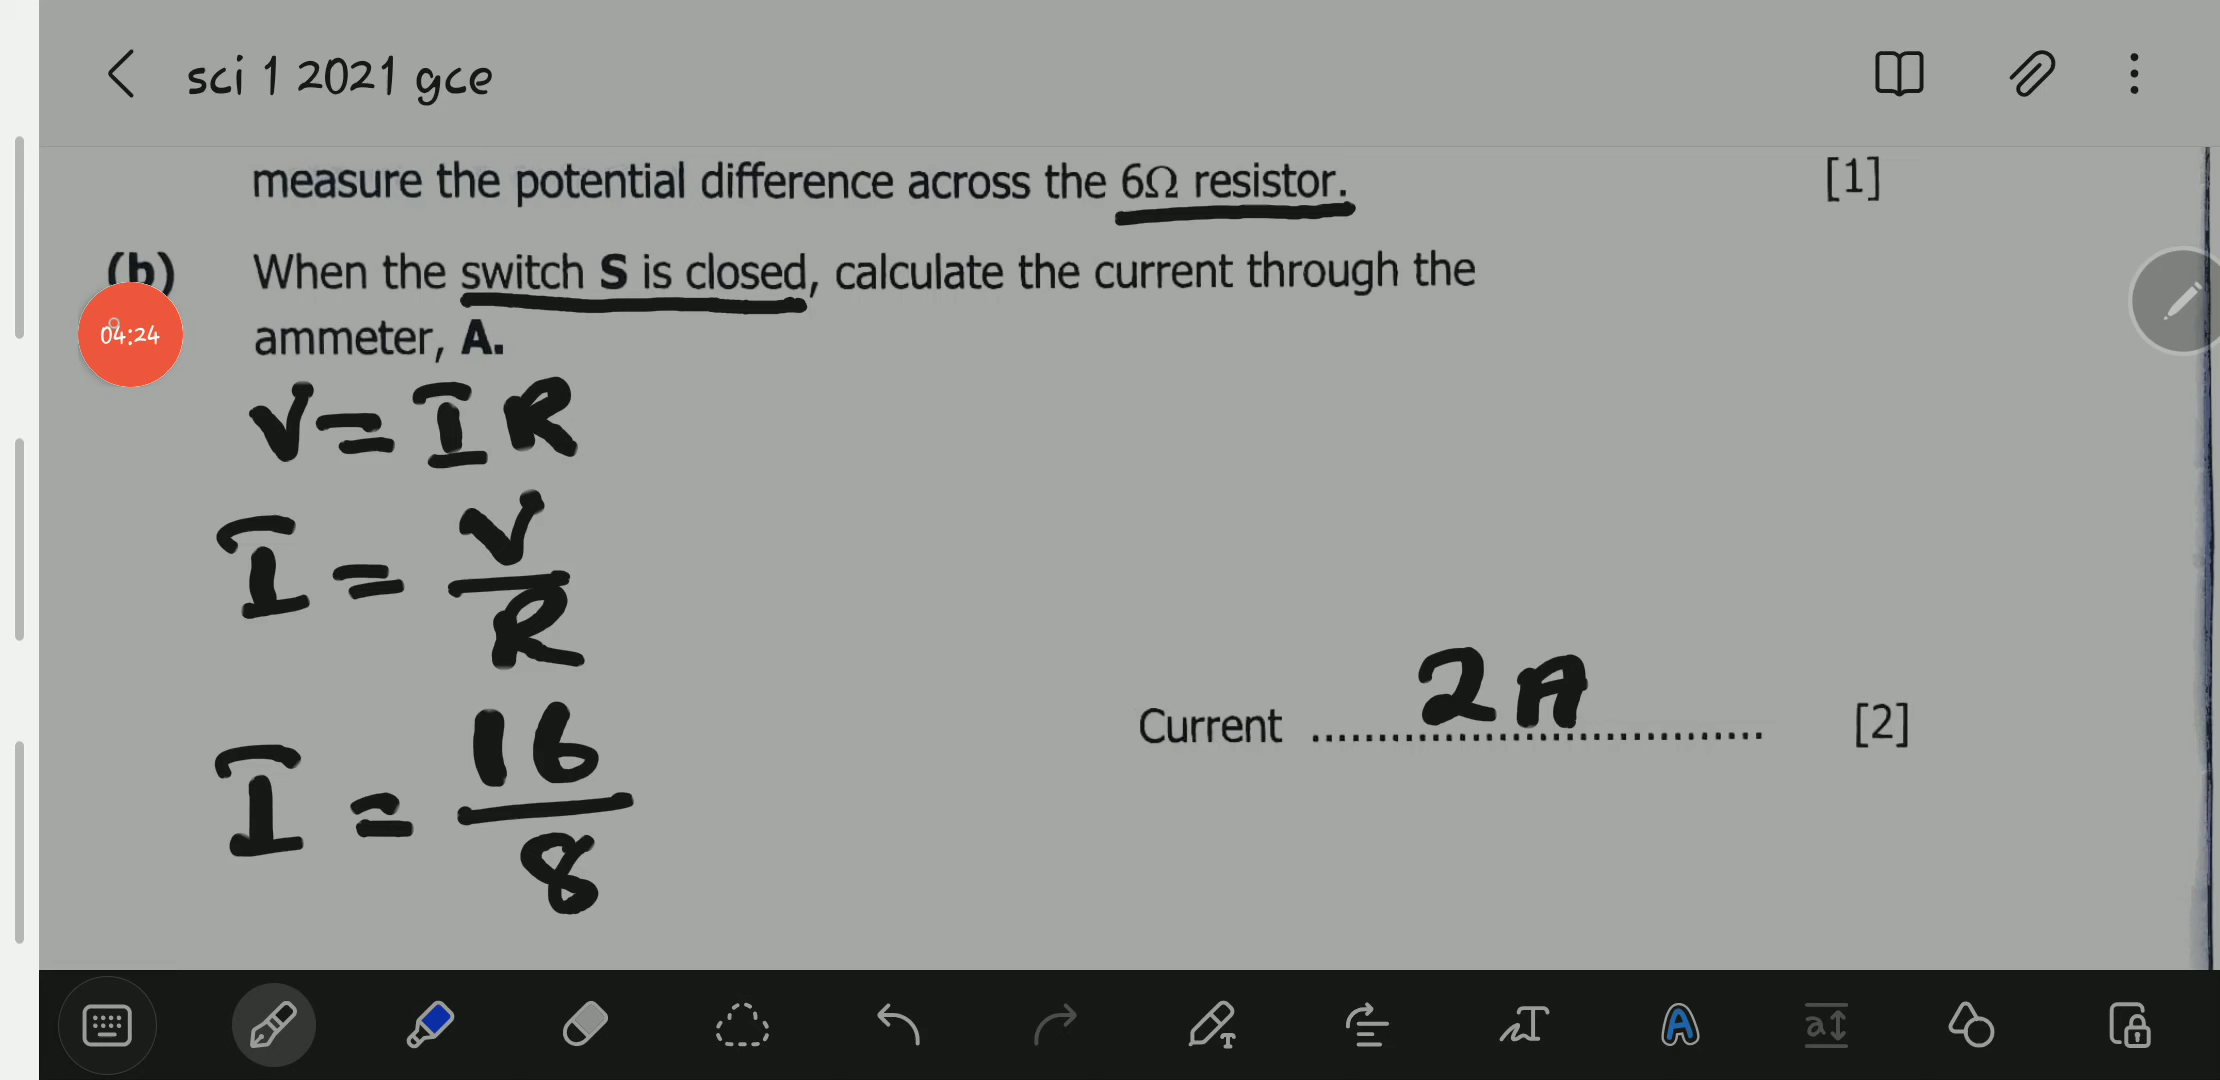 sci 1 2021 gce
measure the potential difference across the 6Ω resistor. [1]
(b) When the switch S is closed, calculate the current through the
04:24
ammeter, A.
V = IR
I = V/R
Current 2A [2]
I = 16/8